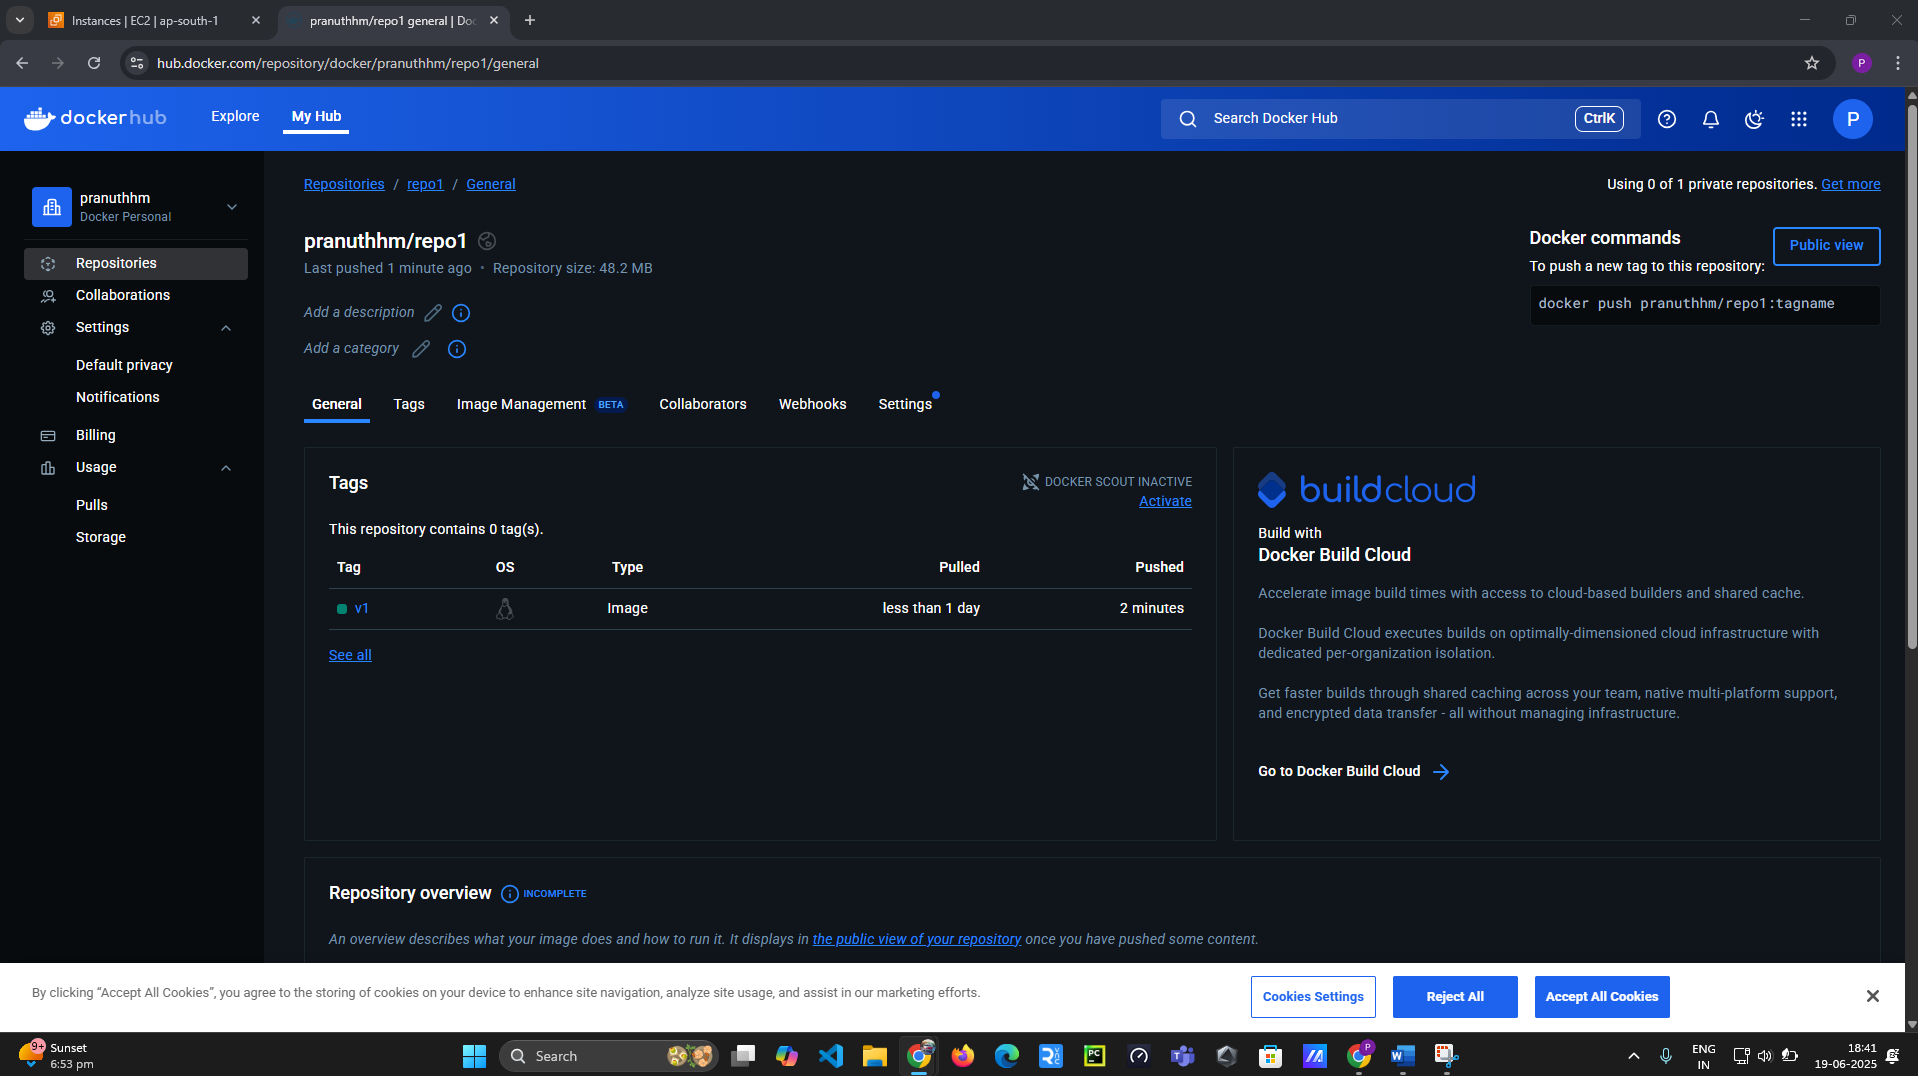 Instances | EC2 | ap-south-1
pranuthhm/repo1 general | Doc
hub.docker.com/repository/docker/pranuthhm/repo1/general
P
dockerhub
Explore
My Hub
Search Docker Hub
CtrlK
P
pranuthhm
Docker Personal
Repositories
Collaborations
Settings
Default privacy
Notifications
Billing
Usage
Pulls
Storage
Repositories / repo1 / General
Using 0 of 1 private repositories. Get more
pranuthhm/repo1
Last pushed 1 minute ago • Repository size: 48.2 MB
Add a description
Add a category
Docker commands
Public view
To push a new tag to this repository:
docker push pranuthhm/repo1:tagname
General
Tags
Image Management BETA
Collaborators
Webhooks
Settings
Tags
DOCKER SCOUT INACTIVE
Activate
This repository contains 0 tag(s).
Tag OS Type Pulled Pushed
v1 Image less than 1 day 2 minutes
See all
buildcloud
Build with
Docker Build Cloud
Accelerate image build times with access to cloud-based builders and shared cache.
Docker Build Cloud executes builds on optimally-dimensioned cloud infrastructure with
dedicated per-organization isolation.
Get faster builds through shared caching across your team, native multi-platform support,
and encrypted data transfer - all without managing infrastructure.
Go to Docker Build Cloud
Repository overview INCOMPLETE
An overview describes what your image does and how to run it. It displays in the public view of your repository once you have pushed some content.
By clicking “Accept All Cookies”, you agree to the storing of cookies on your device to enhance site navigation, analyze site usage, and assist in our marketing efforts.
Cookies Settings
Reject All
Accept All Cookies
9+
Sunset
6:53 pm
Search
ENG
IN
18:41
19-06-2025